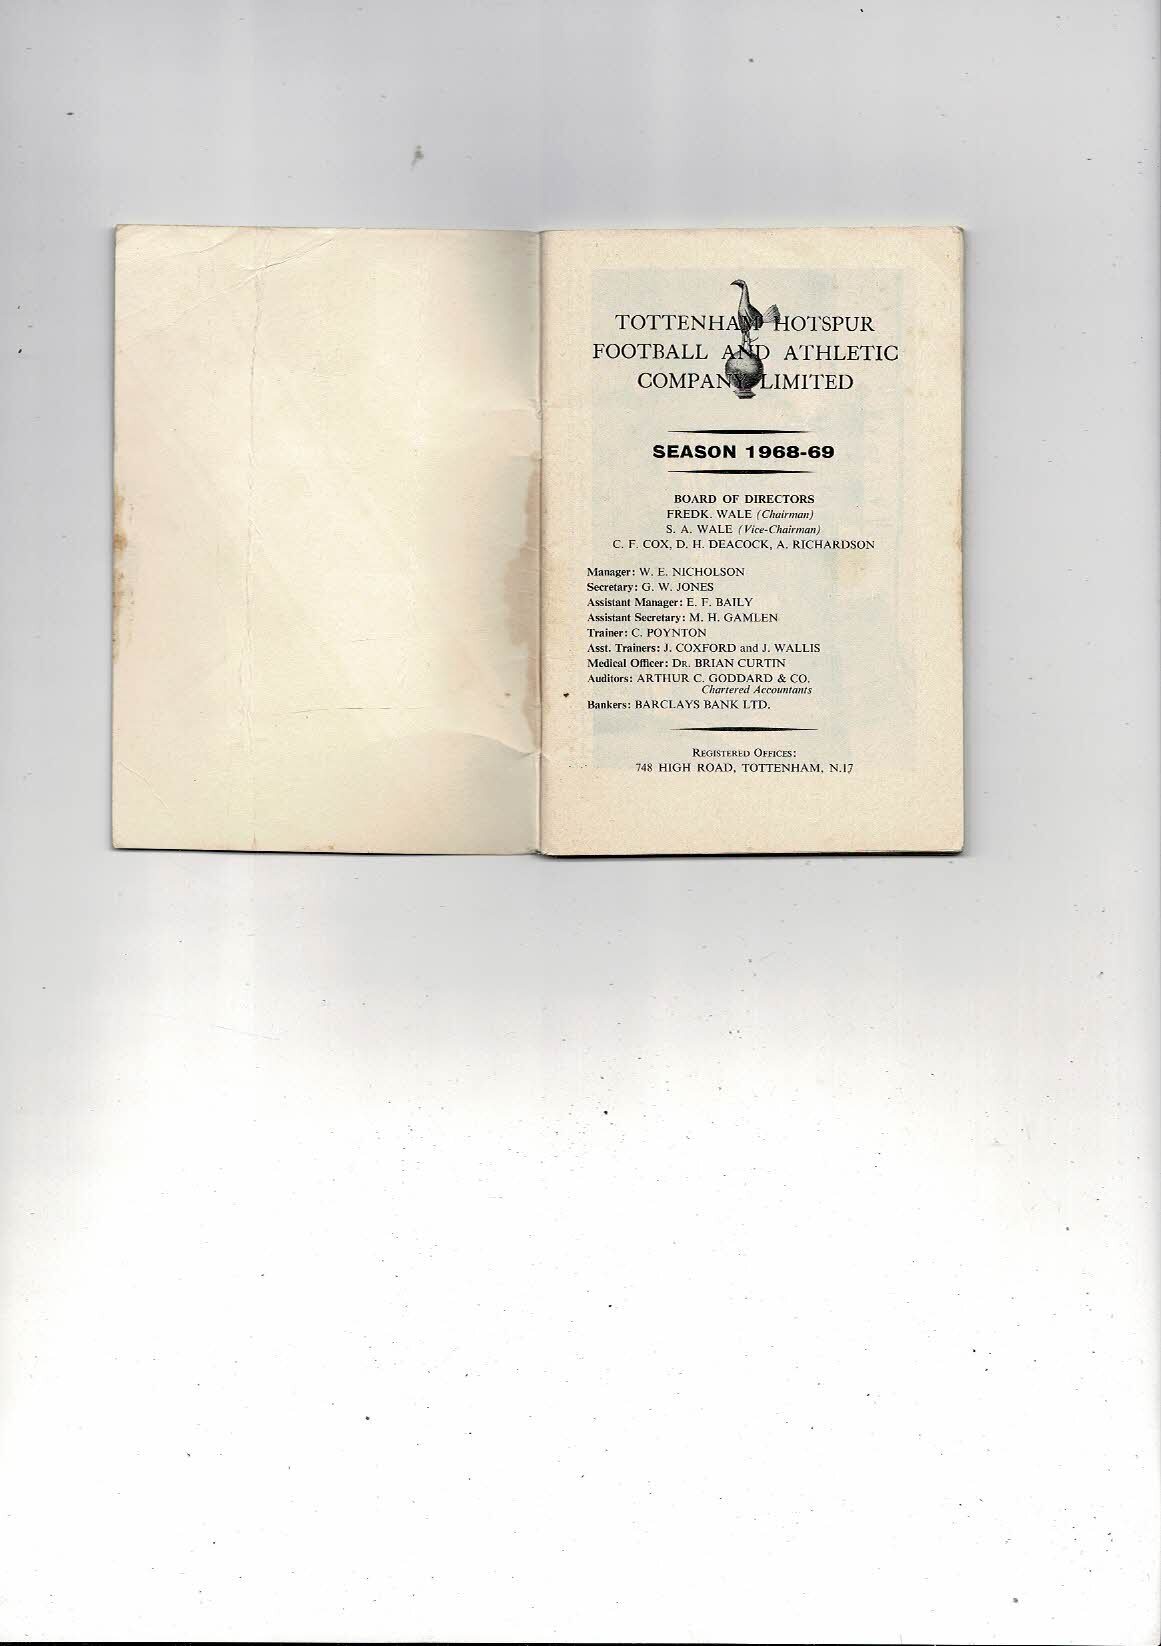 TOTTENHAM HOTSPUR
FOOTBALL AND ATHLETIC
COMPANY LIMITED
SEASON 1968-69
BOARD OF DIRECTORS
FREDK. WALE (Chairman)
S. A. WALE (Vice-Chairman)
C. F. COX, D. H. DEACOCK, A. RICHARDSON
Manager: W. E. NICHOLSON
Secretary: G. W. JONES
Assistant Manager: E. F. BAILY
Assistant Secretary: M. H. GAMLEN
Trainer: C. POYNTON
Asst. Trainers: J. COXFORD and J. WALLIS
Medical Officer: DR. BRIAN CURTIN
Auditors: ARTHUR C. GODDARD & CO.
Chartered Accountants
Bankers: BARCLAYS BANK LTD.
REGISTERED OFFICES:
748 HIGH ROAD, TOTTENHAM, N.17